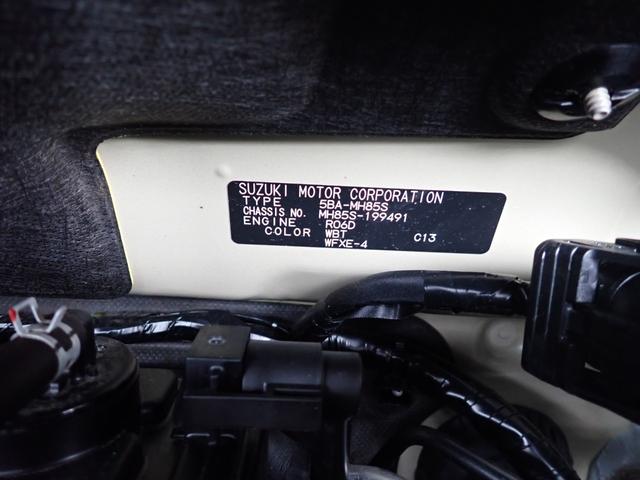 SUZUKI MOTOR CORPORATION
TYPE 5BA-MH85S
CHASSIS NO. MH85S-199491
ENGINE R06D
COLOR WBT C13
WFXE-4